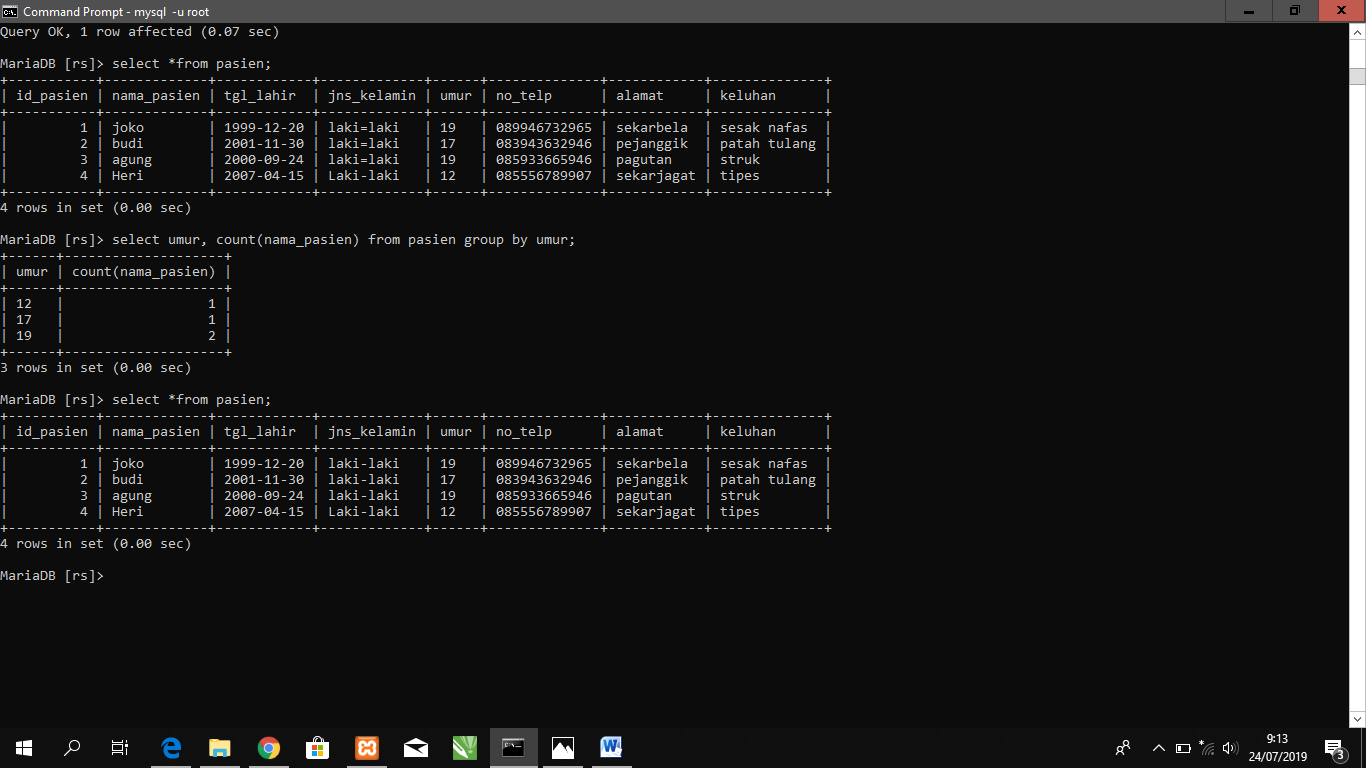 Command Prompt - mysql  -u root
Query OK, 1 row affected (0.07 sec)

MariaDB [rs]> select *from pasien;
+-----------+-------------+------------+-------------+------+--------------+------------+--------------+
| id_pasien | nama_pasien | tgl_lahir  | jns_kelamin | umur | no_telp      | alamat     | keluhan      |
+-----------+-------------+------------+-------------+------+--------------+------------+--------------+
|         1 | joko        | 1999-12-20 | laki=laki   | 19   | 089946732965 | sekarbela  | sesak nafas  |
|         2 | budi        | 2001-11-30 | laki=laki   | 17   | 083943632946 | pejanggik  | patah tulang |
|         3 | agung       | 2000-09-24 | laki=laki   | 19   | 085933665946 | pagutan    | struk        |
|         4 | Heri        | 2007-04-15 | Laki-laki   | 12   | 085556789907 | sekarjagat | tipes        |
+-----------+-------------+------------+-------------+------+--------------+------------+--------------+
4 rows in set (0.00 sec)

MariaDB [rs]> select umur, count(nama_pasien) from pasien group by umur;
+------+--------------------+
| umur | count(nama_pasien) |
+------+--------------------+
| 12   |                  1 |
| 17   |                  1 |
| 19   |                  2 |
+------+--------------------+
3 rows in set (0.00 sec)

MariaDB [rs]> select *from pasien;
+-----------+-------------+------------+-------------+------+--------------+------------+--------------+
| id_pasien | nama_pasien | tgl_lahir  | jns_kelamin | umur | no_telp      | alamat     | keluhan      |
+-----------+-------------+------------+-------------+------+--------------+------------+--------------+
|         1 | joko        | 1999-12-20 | laki-laki   | 19   | 089946732965 | sekarbela  | sesak nafas  |
|         2 | budi        | 2001-11-30 | laki-laki   | 17   | 083943632946 | pejanggik  | patah tulang |
|         3 | agung       | 2000-09-24 | laki-laki   | 19   | 085933665946 | pagutan    | struk        |
|         4 | Heri        | 2007-04-15 | Laki-laki   | 12   | 085556789907 | sekarjagat | tipes        |
+-----------+-------------+------------+-------------+------+--------------+------------+--------------+
4 rows in set (0.00 sec)

MariaDB [rs]>
9:13
24/07/2019
3